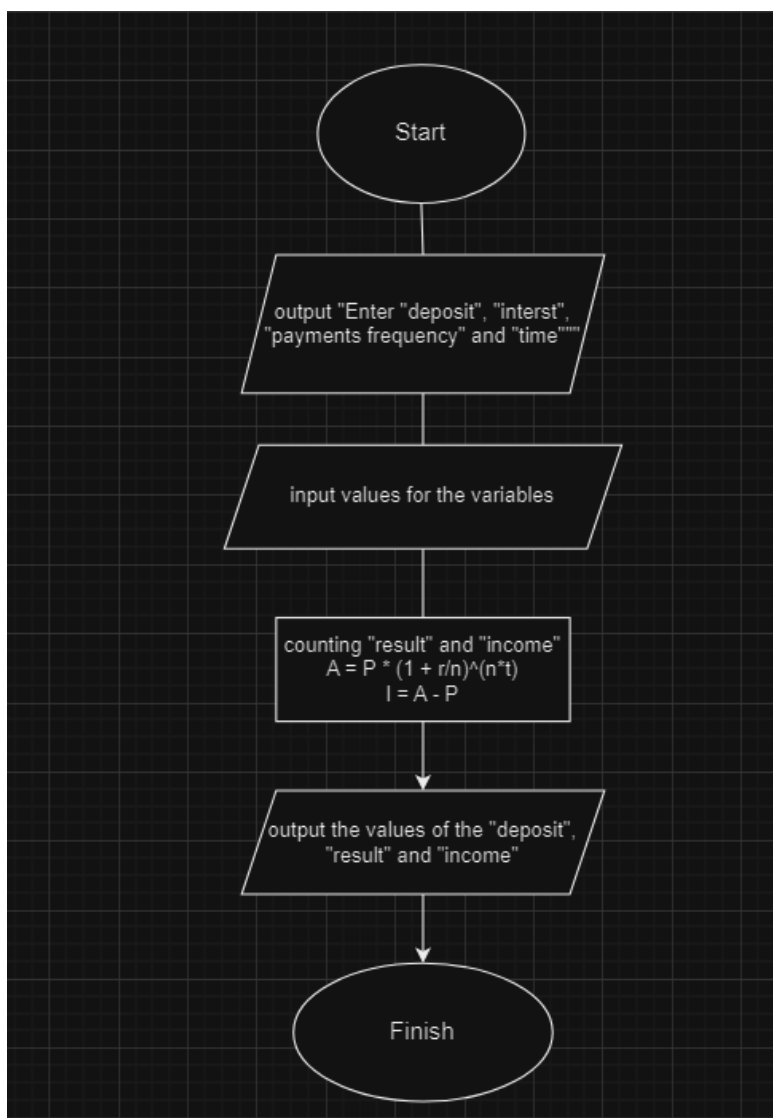 Start
output "Enter "deposit", "interst",
"payments frequency" and "time"""
input values for the variables
counting "result" and "income"
A = P * (1 + r/n)^(n*t)
I = A - P
output the values of the "deposit",
"result" and "income"
Finish